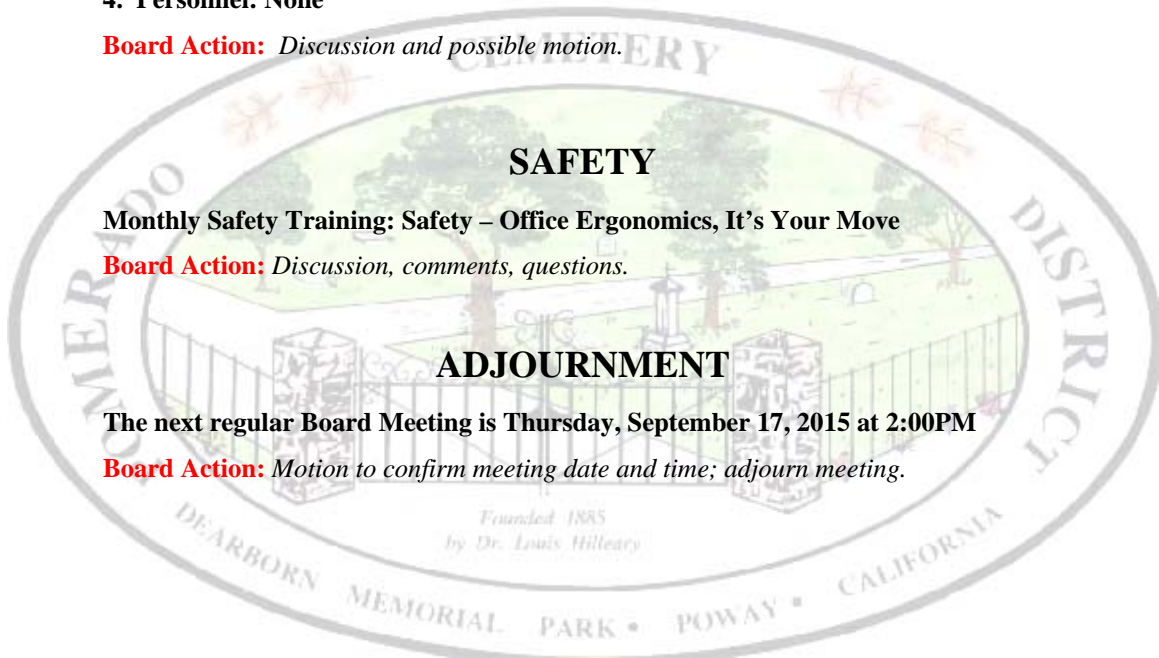 4. Personnel: None
Board Action: Discussion and possible motion.
SAFETY
Monthly Safety Training: Safety – Office Ergonomics, It’s Your Move
Board Action: Discussion, comments, questions.
ADJOURNMENT
The next regular Board Meeting is Thursday, September 17, 2015 at 2:00PM
Board Action: Motion to confirm meeting date and time; adjourn meeting.
POMERADO CEMETERY DISTRICT
Founded 1885
by Dr. Louis Hilleary
DEARBORN MEMORIAL PARK • POWAY • CALIFORNIA